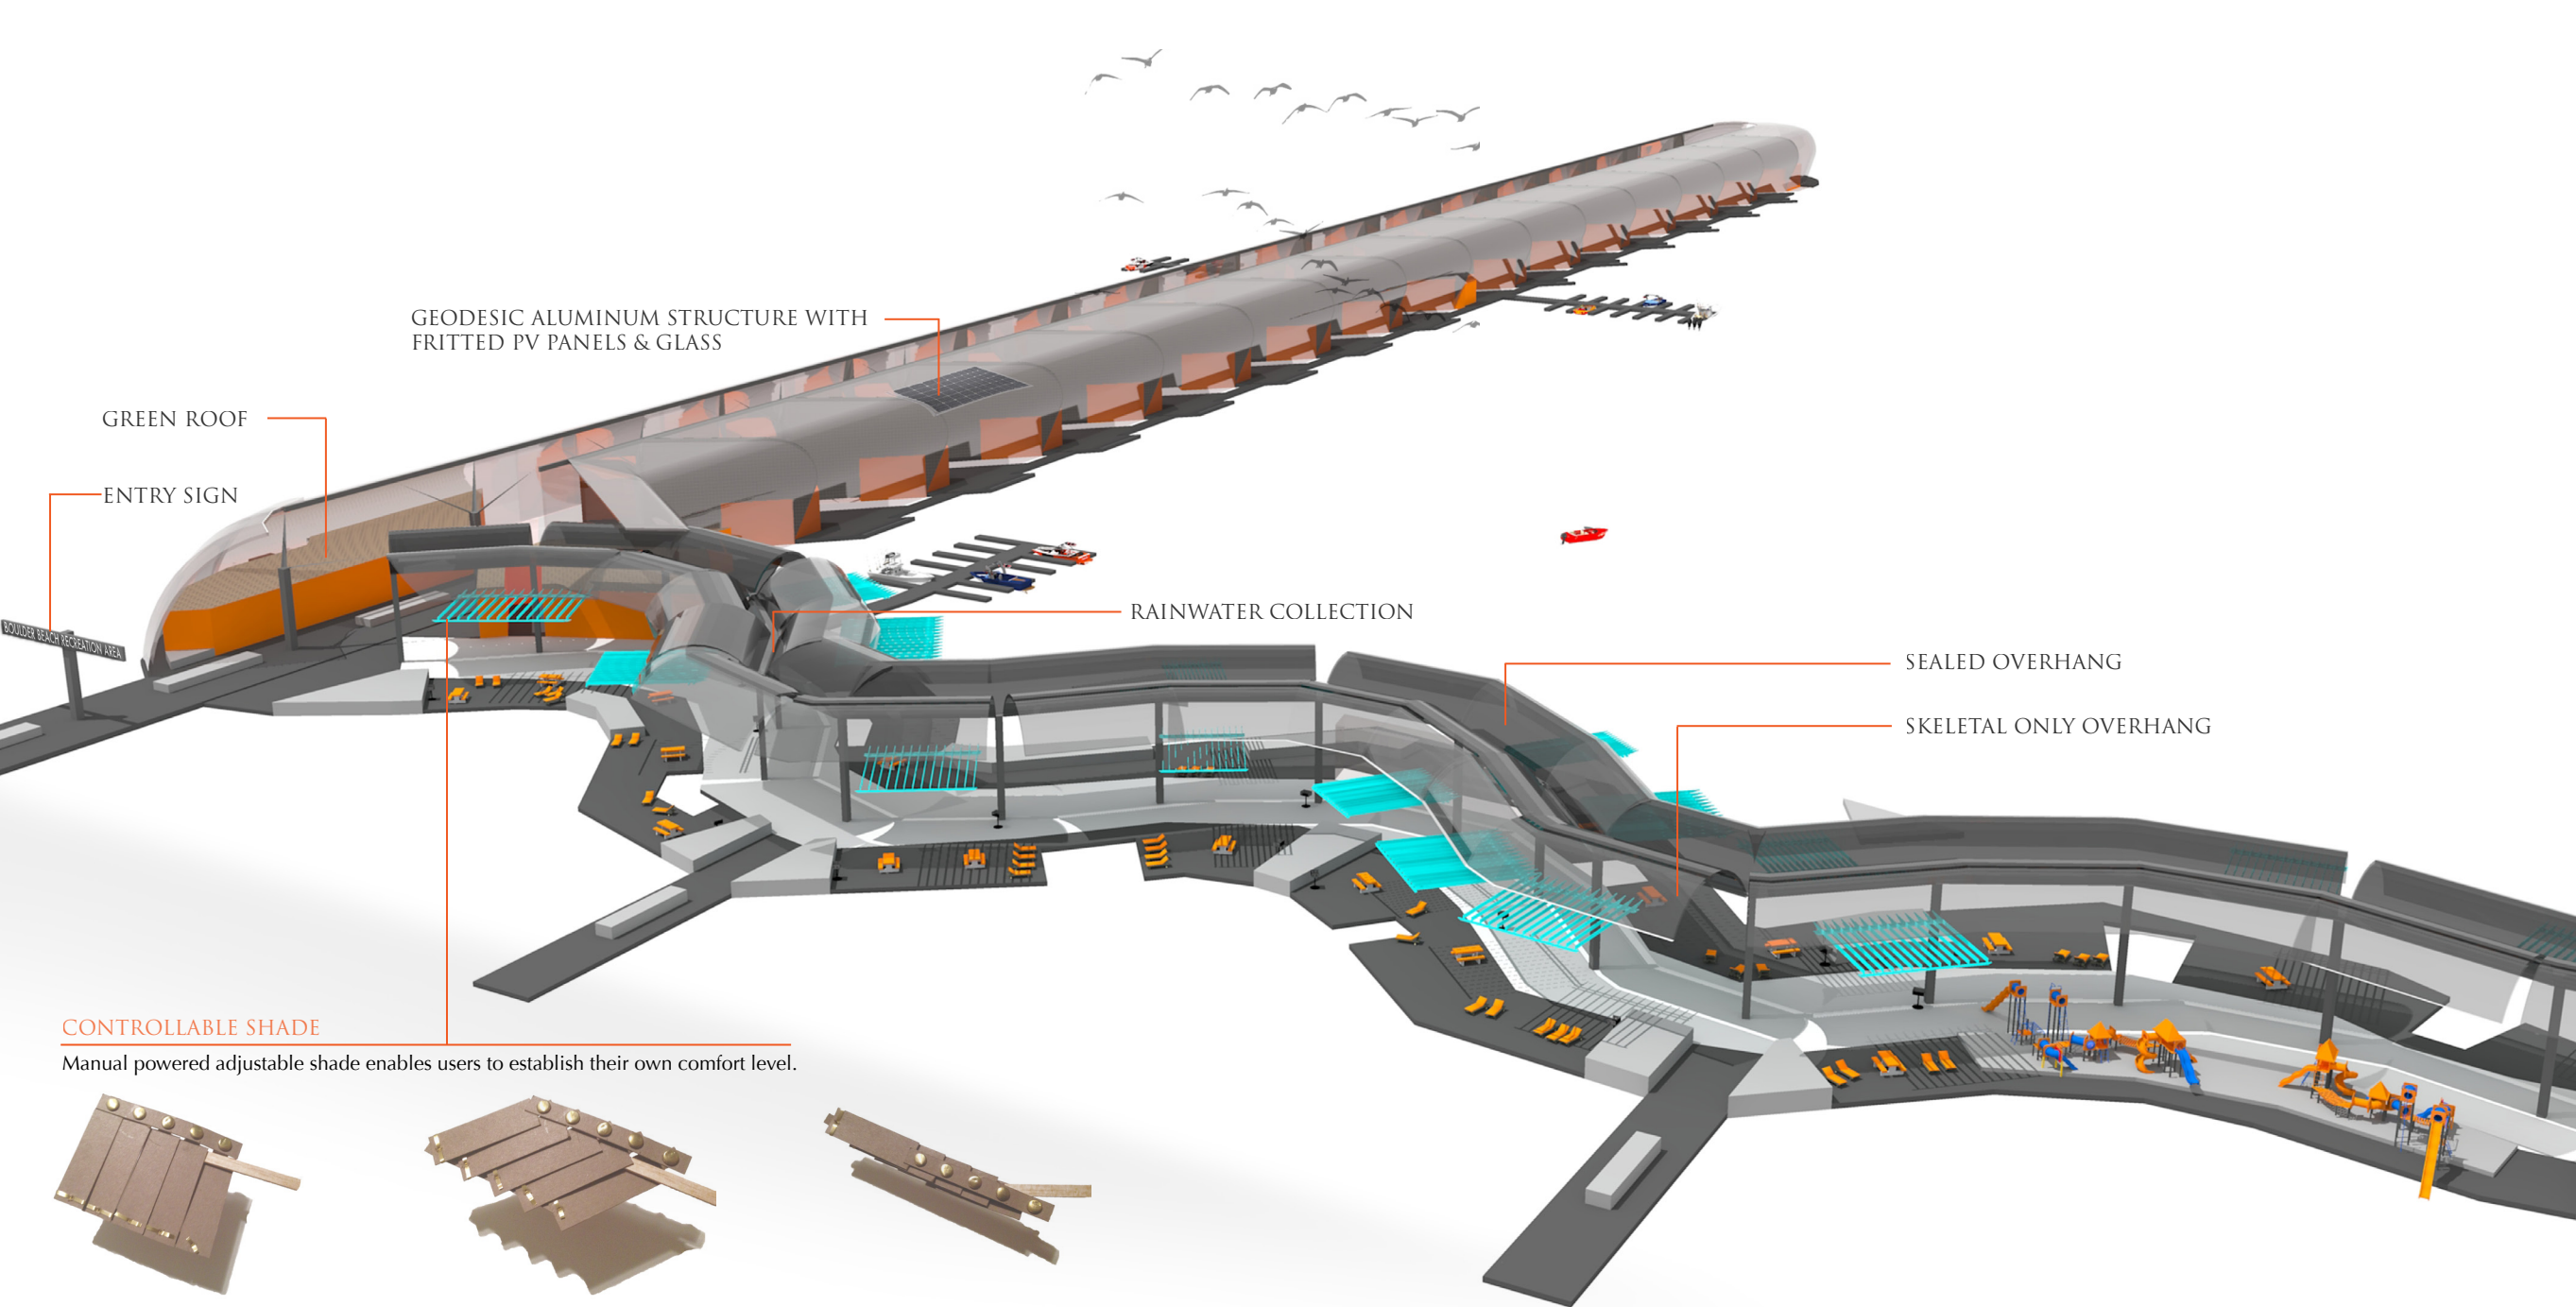 GEODESIC ALUMINUM STRUCTURE WITH
FRITTED PV PANELS & GLASS
GREEN ROOF
ENTRY SIGN
BOULDER BEACH RECREATION AREA
RAINWATER COLLECTION
SEALED OVERHANG
SKELETAL ONLY OVERHANG
CONTROLLABLE SHADE
Manual powered adjustable shade enables users to establish their own comfort level.